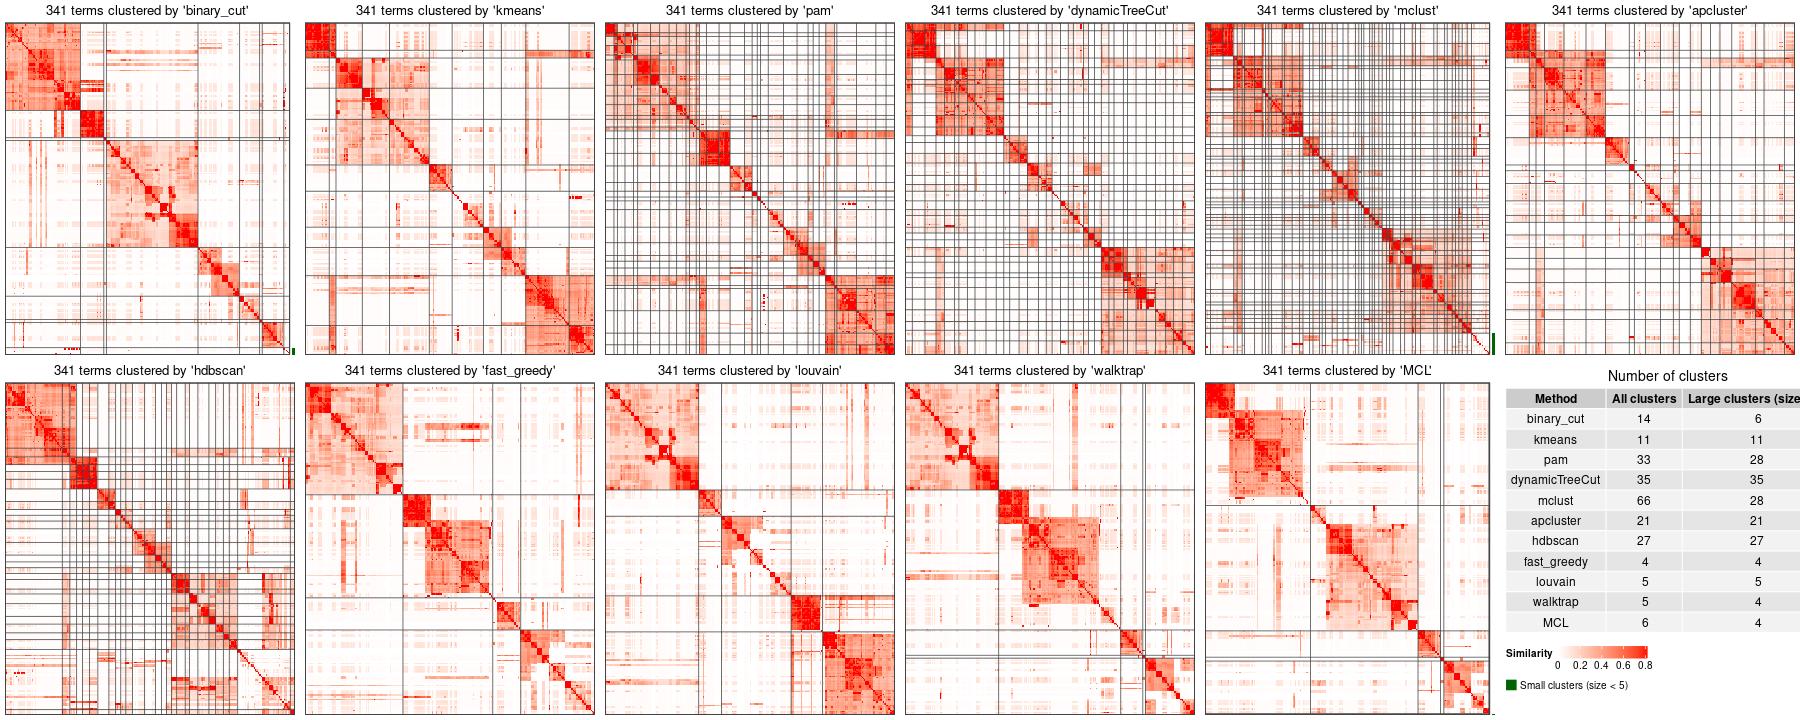 341 terms clustered by 'binary_cut'
341 terms clustered by 'kmeans'
341 terms clustered by 'pam'
341 terms clustered by 'dynamicTreeCut'
341 terms clustered by 'mclust'
341 terms clustered by 'apcluster'
341 terms clustered by 'hdbscan'
341 terms clustered by 'fast_greedy'
341 terms clustered by 'louvain'
341 terms clustered by 'walktrap'
341 terms clustered by 'MCL'
Number of clusters
Method All clusters Large clusters (size
binary_cut 14 6
kmeans 11 11
pam 33 28
dynamicTreeCut 35 35
mclust 66 28
apcluster 21 21
hdbscan 27 27
fast_greedy 4 4
louvain 5 5
walktrap 5 4
MCL 6 4
Similarity
0 0.2 0.4 0.6 0.8
Small clusters (size < 5)